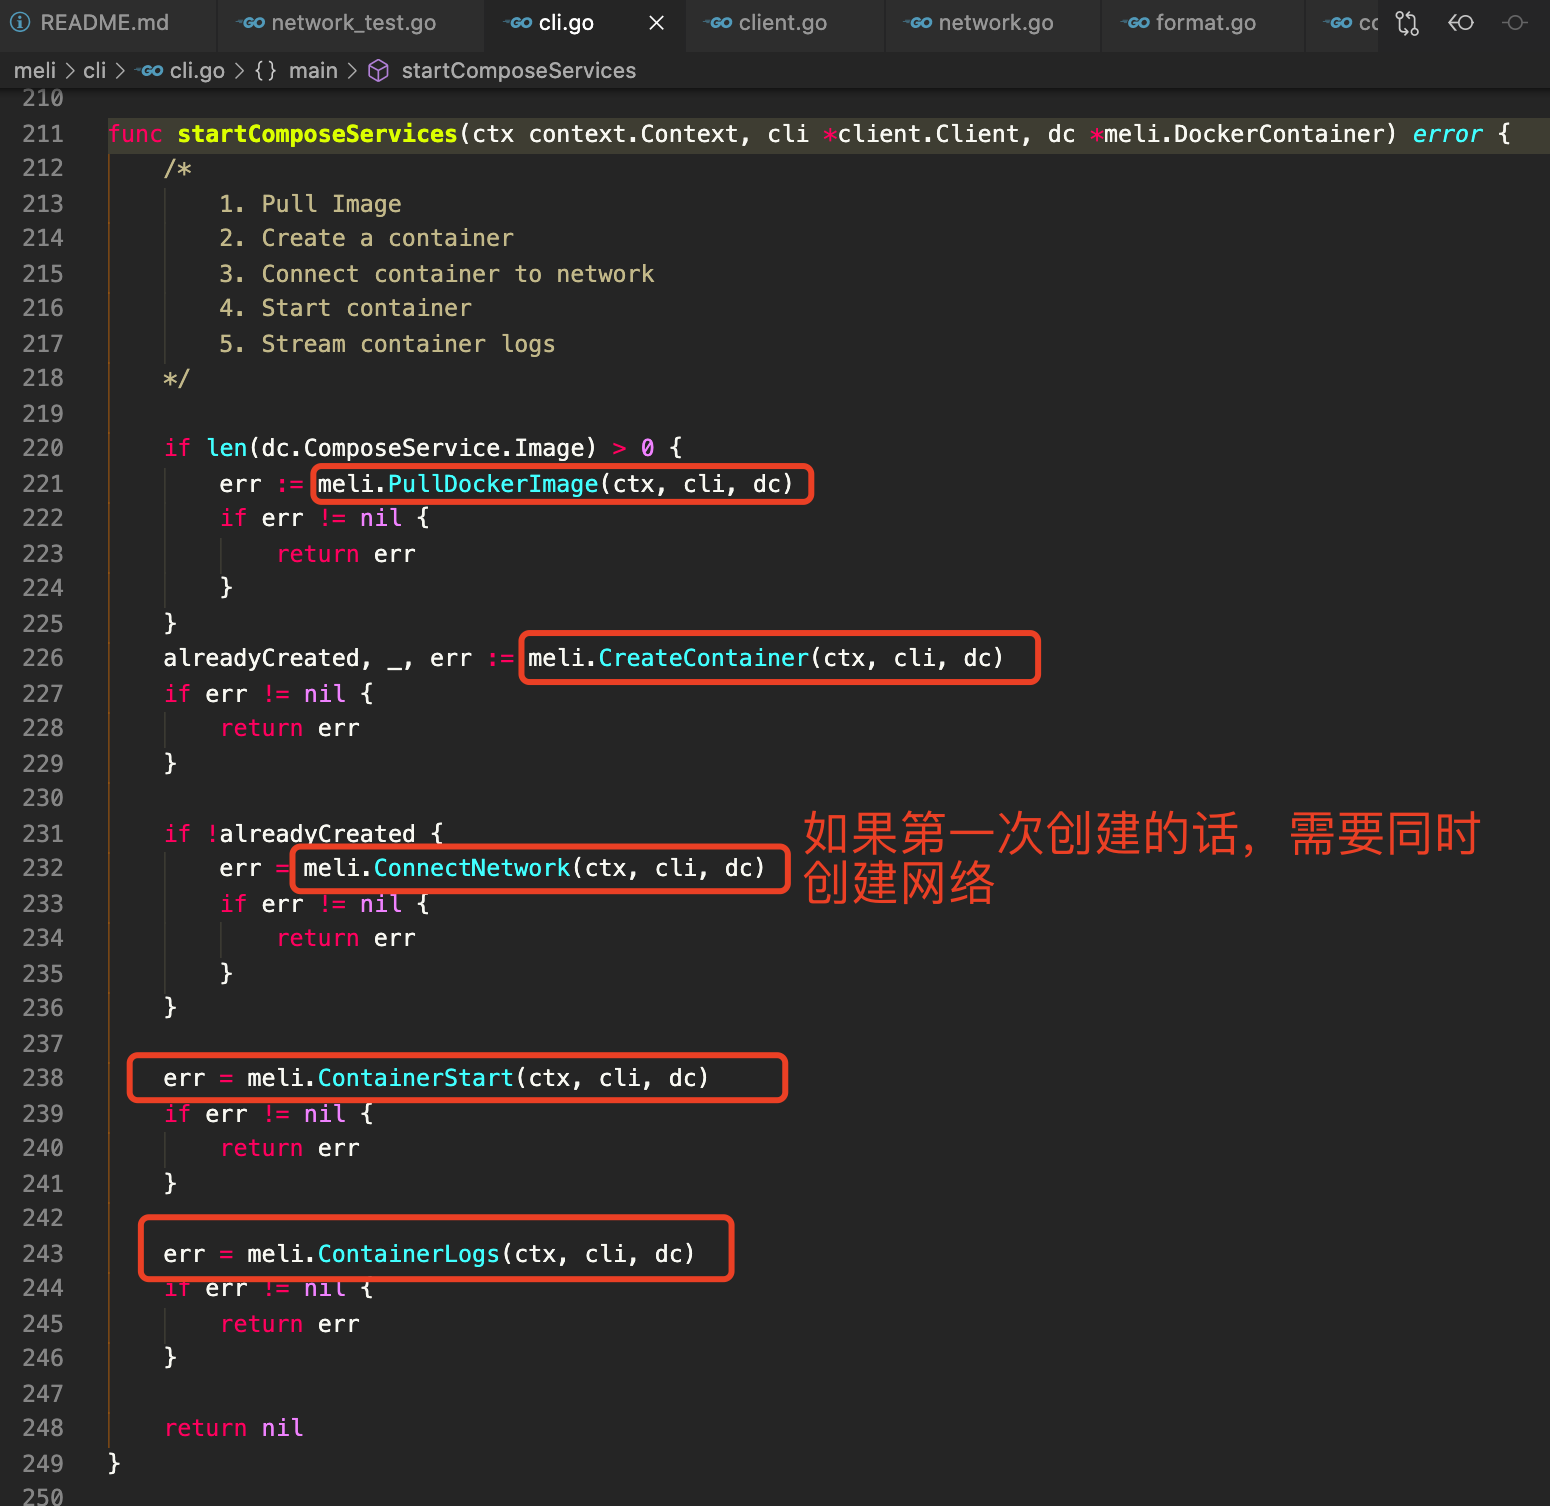 README.md GO network_test.go GO cli.go × GO client.go GO network.go GO format.go GO co
meli > cli > GO cli.go > {} main > startComposeServices
210
211 func startComposeServices(ctx context.Context, cli *client.Client, dc *meli.DockerContainer) error {
212 /*
213 1. Pull Image
214 2. Create a container
215 3. Connect container to network
216 4. Start container
217 5. Stream container logs
218 */
219
220 if len(dc.ComposeService.Image) > 0 {
221 err := meli.PullDockerImage(ctx, cli, dc)
222 if err != nil {
223 return err
224 }
225 }
226 alreadyCreated, _, err := meli.CreateContainer(ctx, cli, dc)
227 if err != nil {
228 return err
229 }
230
231 if !alreadyCreated {
如果第一次创建的话，需要同时
232 err = meli.ConnectNetwork(ctx, cli, dc)
创建网络
233 if err != nil {
234 return err
235 }
236 }
237
238 err = meli.ContainerStart(ctx, cli, dc)
239 if err != nil {
240 return err
241 }
242
243 err = meli.ContainerLogs(ctx, cli, dc)
244 if err != nil {
245 return err
246 }
247
248 return nil
249 }
250